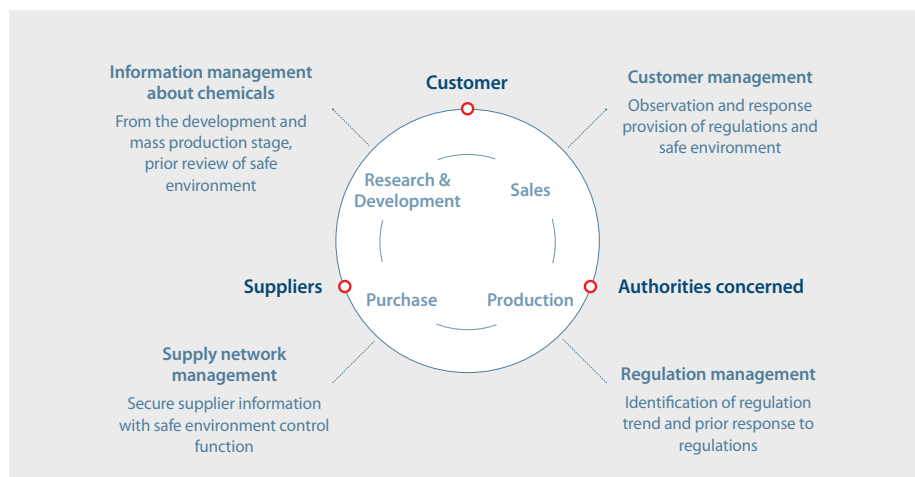 Information management
about chemicals
From the development and
mass production stage,
prior review of safe
environment
Customer
Customer management
Observation and response
provision of regulations and
safe environment
Research &
Development
Sales
Suppliers
Purchase
Production
Authorities concerned
Supply network
management
Secure supplier information
with safe environment control
function
Regulation management
Identification of regulation
trend and prior response to
regulations